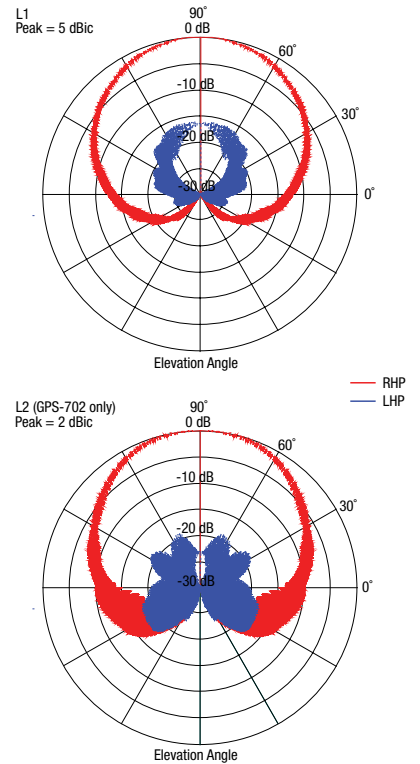 L1
Peak = 5 dBic
90˚
0 dB
60˚
-10 dB
30˚
-20 dB
-30 dB
0˚
Elevation Angle
RHP
LHP
L2 (GPS-702 only)
Peak = 2 dBic
90˚
0 dB
60˚
-10 dB
30˚
-20 dB
-30 dB
0˚
Elevation Angle